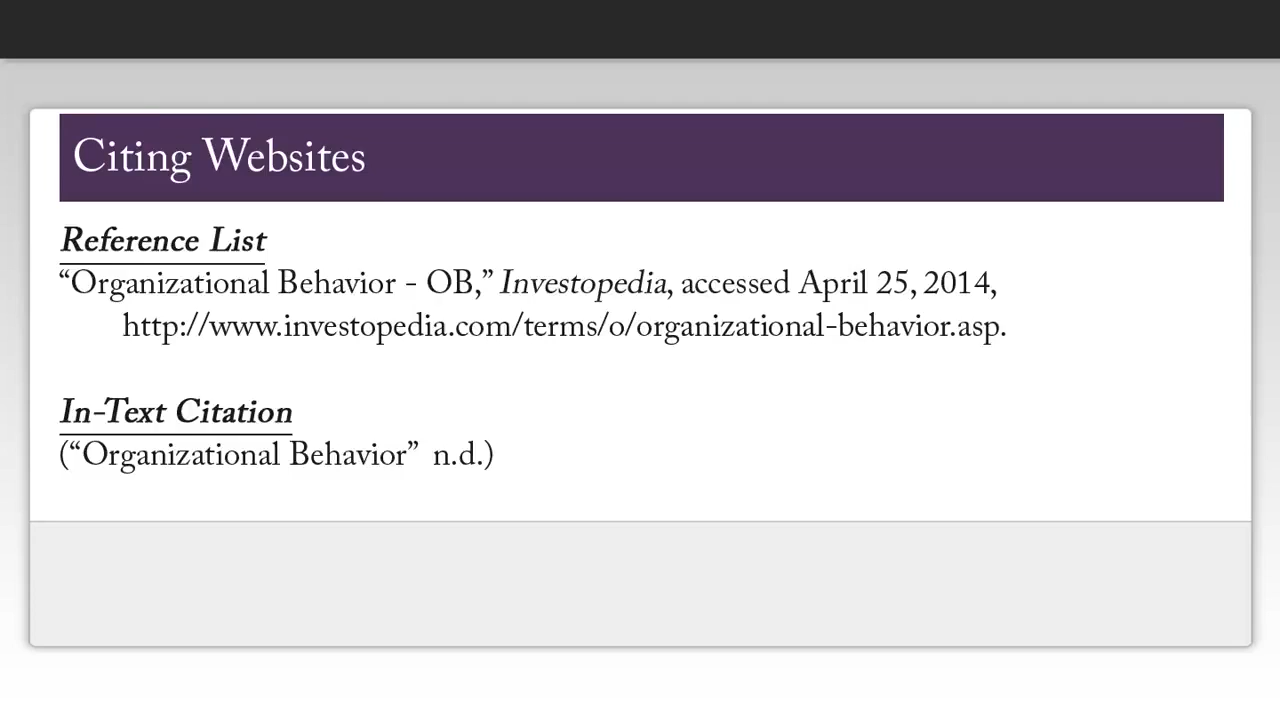 Citing Websites
Reference List
“Organizational Behavior - OB,” Investopedia, accessed April 25, 2014,
http://www.investopedia.com/terms/o/organizational-behavior.asp.
In-Text Citation
(“Organizational Behavior” n.d.)